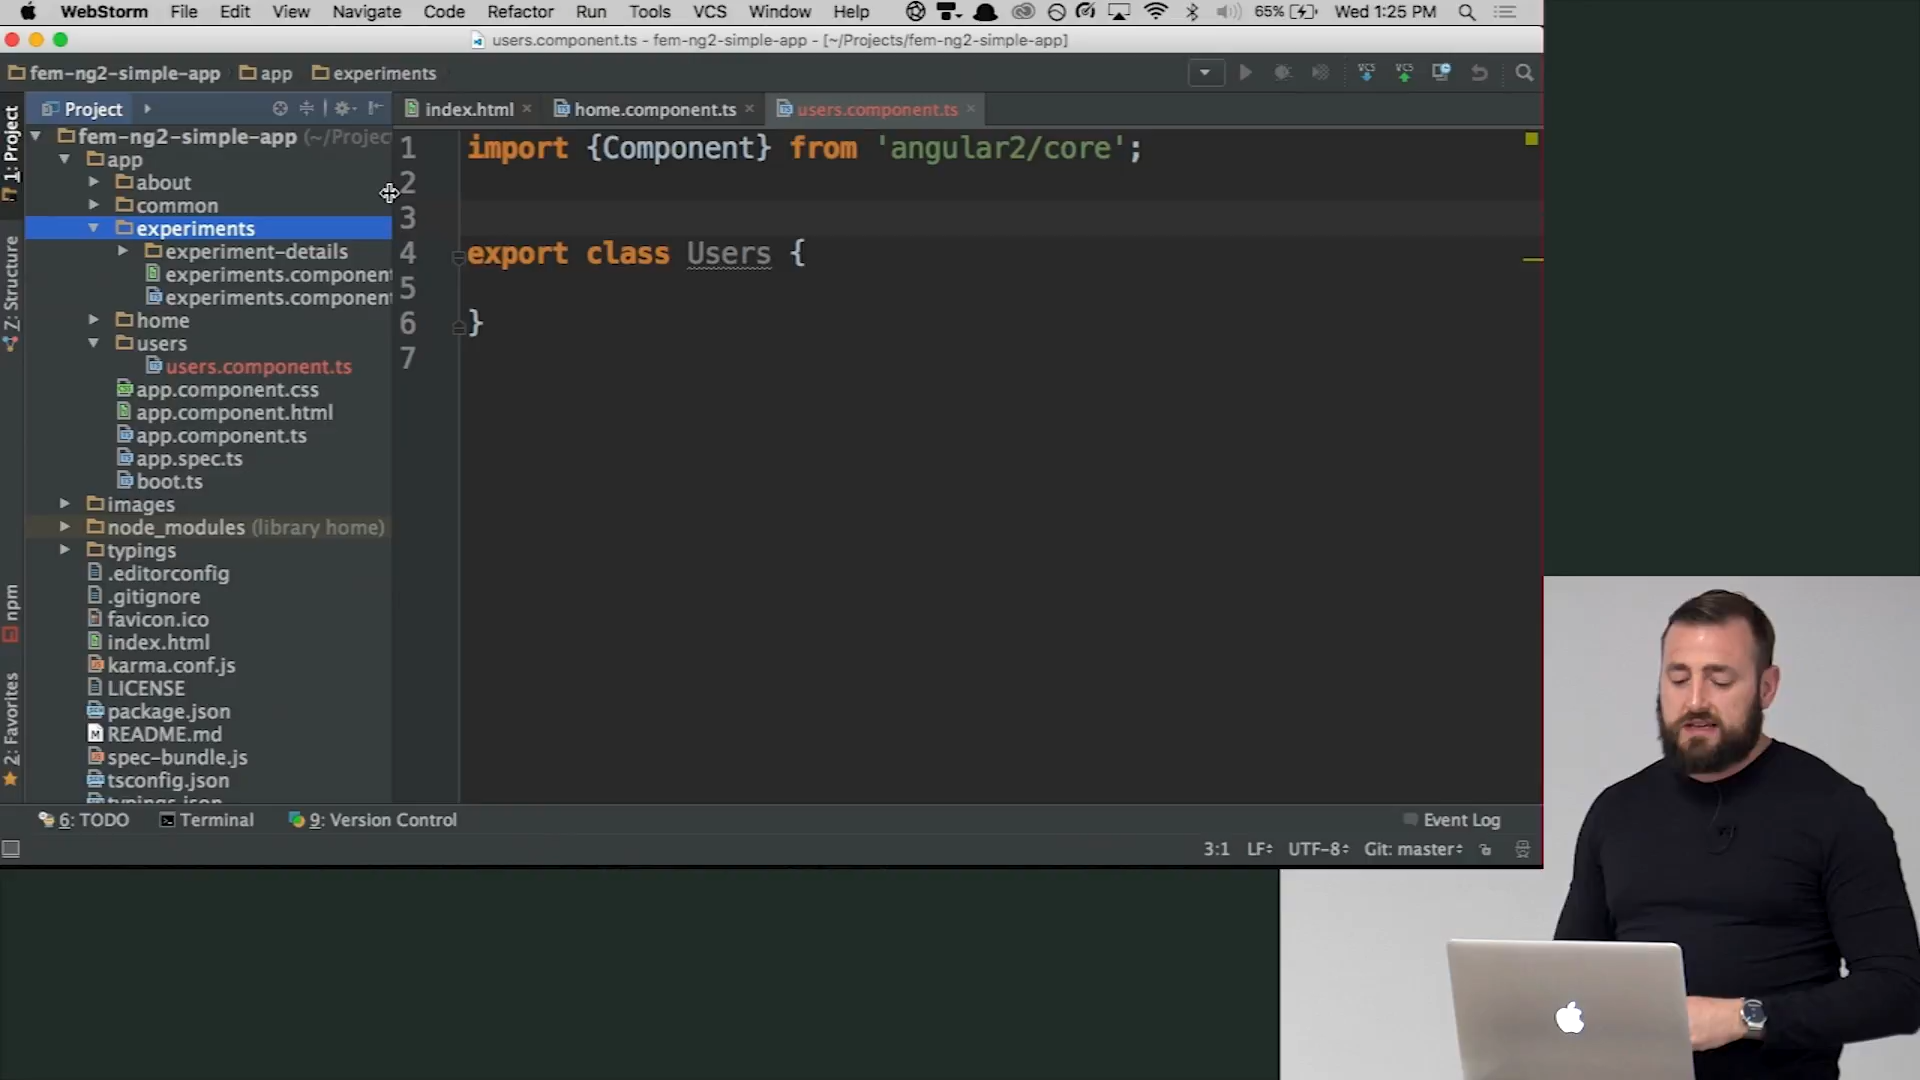 WebStorm File Edit View Navigate Code Refactor Run Tools VCS Window Help 65% Wed 1:25 PM
users.component.ts - fem-ng2-simple-app - [~/Projects/fem-ng2-simple-app]
fem-ng2-simple-app app experiments
VCS VCS
1: Project
Z: Structure
npm
2: Favorites
Project
fem-ng2-simple-app (~/Projec
app
about
common
experiments
experiment-details
experiments.component
experiments.component
home
users
users.component.ts
app.component.css
app.component.html
app.component.ts
app.spec.ts
boot.ts
images
node_modules (library home)
typings
.editorconfig
.gitignore
favicon.ico
index.html
karma.conf.js
LICENSE
package.json
README.md
spec-bundle.js
tsconfig.json
typings.json
index.html home.component.ts users.component.ts
1 import {Component} from 'angular2/core';
2
3
4 export class Users {
5
6 }
7
6: TODO Terminal 9: Version Control Event Log
3:1 LF UTF-8 Git: master